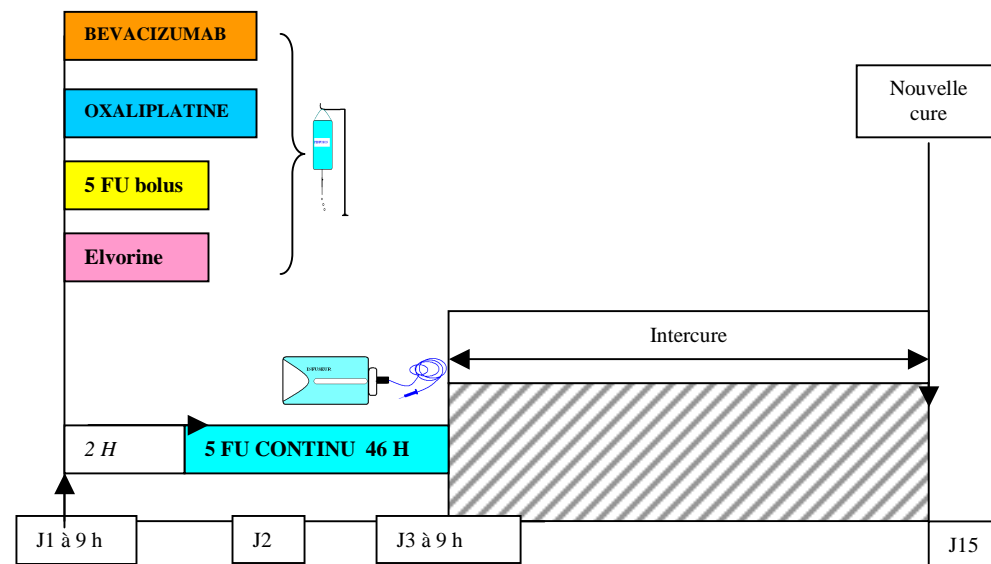 BEVACIZUMAB
OXALIPLATINE
5 FU bolus
Elvorine
Nouvelle
cure
Intercure
INFUSEUR
2 H
5 FU CONTINU 46 H
J1 à 9 h
J2
J3 à 9 h
J15